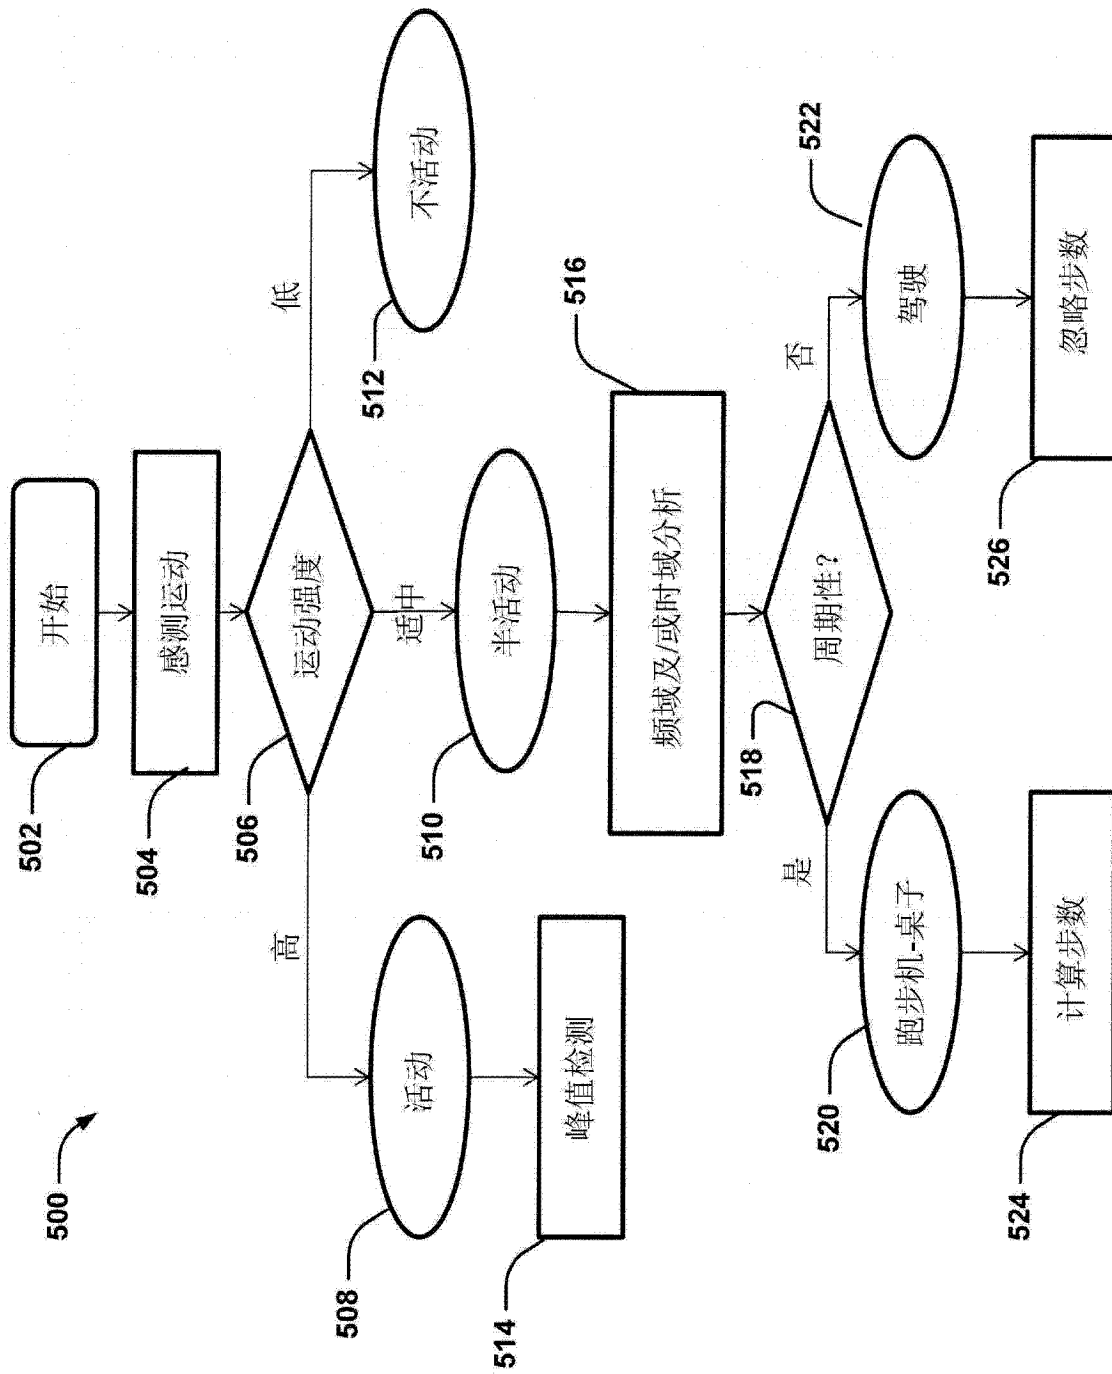 500
502
开始
504
感测运动
506
运动强度
高
适中
低
508
活动
510
半活动
512
不活动
514
峰值检测
516
频域及/或时域分析
518
周期性?
是
否
520
跑步机-桌子
522
驾驶
524
计算步数
526
忽略步数